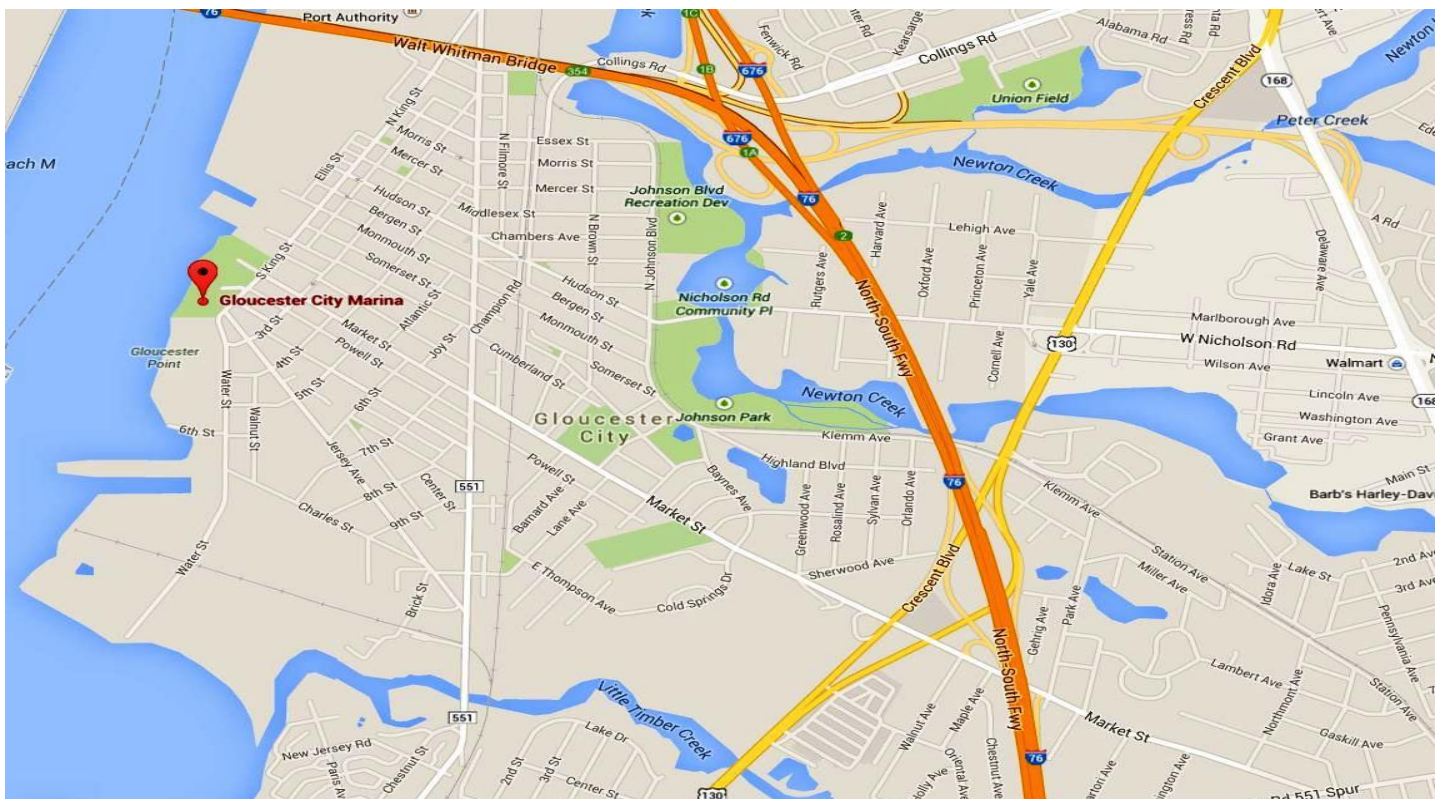 76
Port Authority
1C
Fenwick Rd
Kearsarge
Alabama Rd
Walt Whitman Bridge
354
Collings Rd
1B
676
Collings Rd
Crescent Blvd
168
Newton
Union Field
Peter Creek
N King St
Morris St
Mercer St
N Filmore St
Essex St
Morris St
Mercer St
676
1A
Newton Creek
ach M
Ellis St
Hudson St
Bergen St
Monmouth St
Somerset St
Middlesex St
Chambers Ave
N Brown St
N Johnson Blvd
Johnson Blvd
Recreation Dev
76
2
Harvard Ave
Lehigh Ave
A Rd
Delaware Ave
S King St
Gloucester City Marina
Atlantic St
Champion Rd
Hudson St
Bergen St
Monmouth St
Nicholson Rd
Community Pl
Rutgers Ave
Oxford Ave
Princeton Ave
Yale Ave
North-South Fwy
Marlborough Ave
W Nicholson Rd
130
Wilson Ave
Walmart
Gloucester
Point
3rd St
4th St
5th St
6th St
Market St
Powell St
Joy St
Cumberland St
Somerset St
Cornell Ave
Lincoln Ave
168
Washington Ave
Grant Ave
Water St
Walnut St
6th St
Gloucester
City
Johnson Park
Newton Creek
Klemm Ave
7th St
Jersey Ave
8th St
Center St
9th St
Charles St
551
Powell St
Barnard Ave
Lane Ave
Market St
Baynes Ave
Highland Blvd
Greenwood Ave
Rosalind Ave
Sylvan Ave
Orlando Ave
76
Klemm Ave
Main St
Barb's Harley-Dav
Water St
Brick St
E Thompson Ave
Cold Springs Dr
Sherwood Ave
Crescent Blvd
Station Ave
Miller Ave
Idora Ave
Lake St
2nd Ave
3rd Ave
Pennsylvania Ave
Gehrig Ave
Park Ave
North-South Fwy
Lambert Ave
Northmont Ave
Station Ave
551
Little Timber Creek
New Jersey Rd
Paris Av
Chestnut St
Lake Dr
2nd St
3rd St
Center St
130
Walnut Ave
Maple Ave
Holly Ave
Oriental Ave
Chestnut Ave
76
Market St
Gaskill Ave
Rd 551 Spur